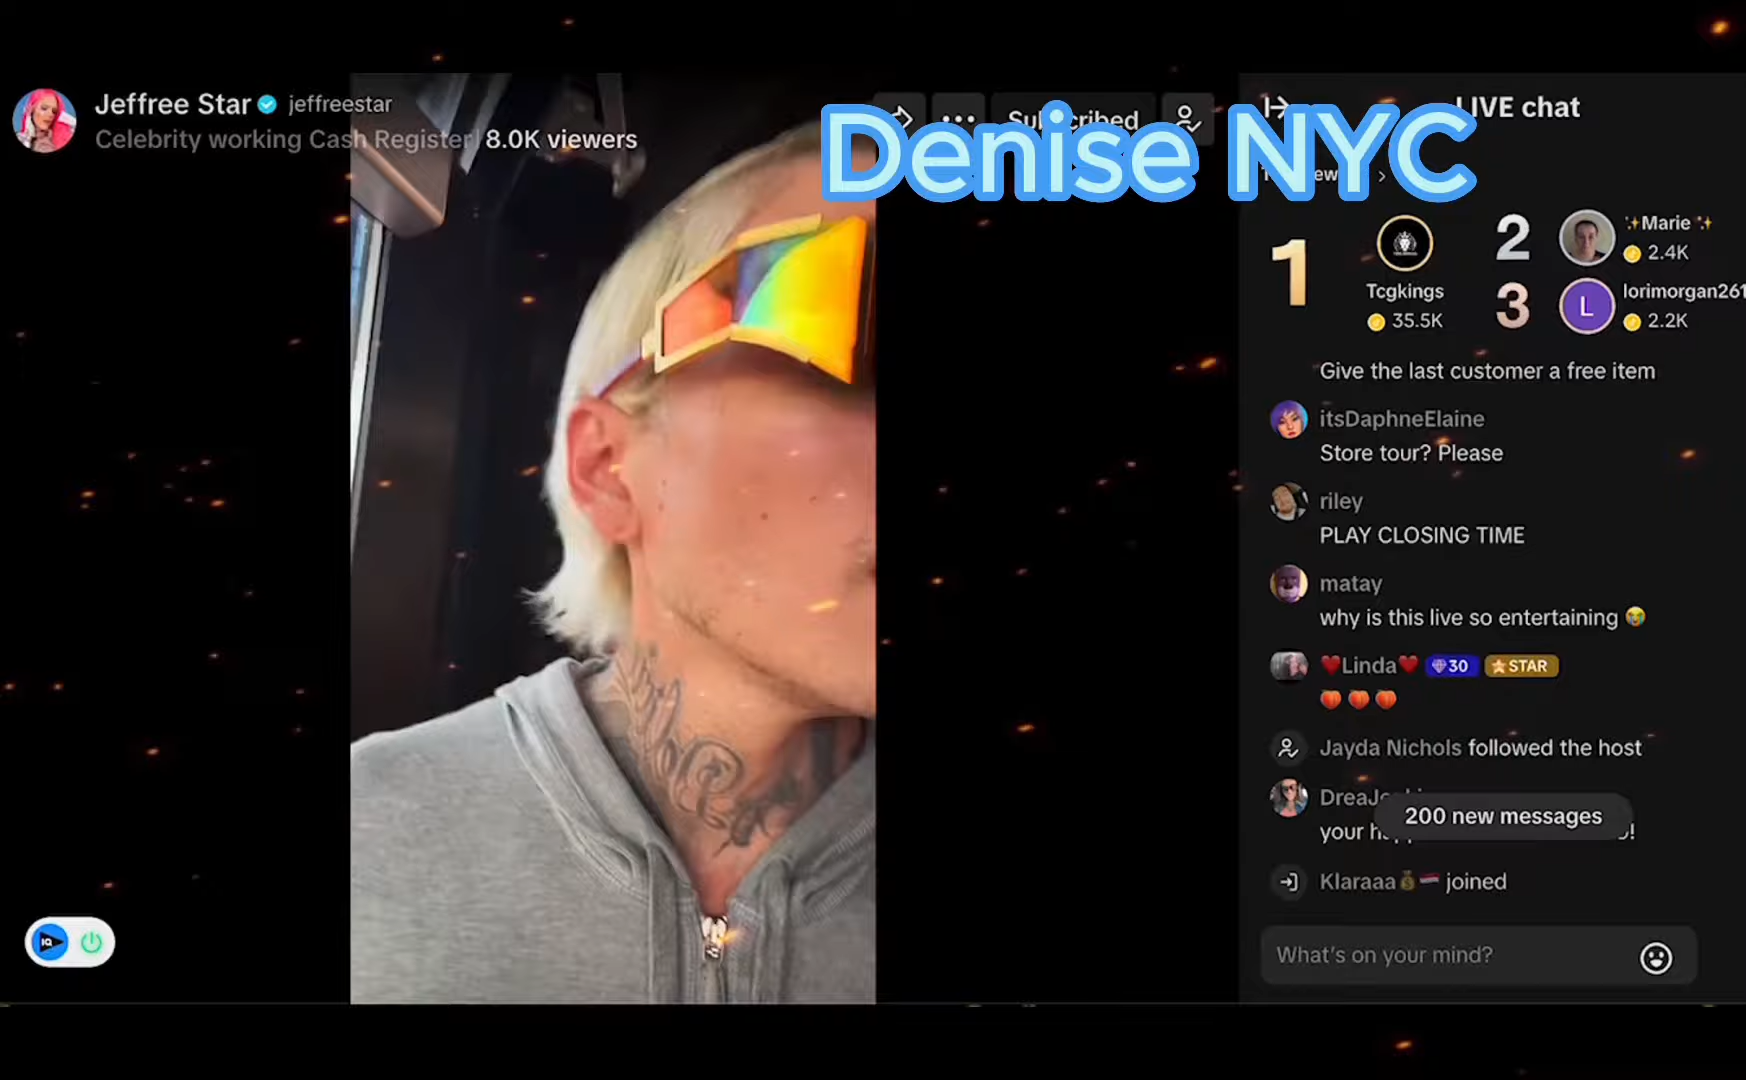 Jeffree Star jeffreestar
Celebrity working Cash Register 8.0K viewers
Subscribed
Denise NYC
LIVE chat
1
Tcgkings
35.5K
2
✨Marie✨
2.4K
3
L
lorimorgan261
2.2K
Give the last customer a free item
itsDaphneElaine
Store tour? Please
riley
PLAY CLOSING TIME
matay
why is this live so entertaining 😭
❤️Linda❤️ 30 STAR
🍑 🍑 🍑
Jayda Nichols followed the host
200 new messages
your
Klaraaa joined
What's on your mind?
IQ